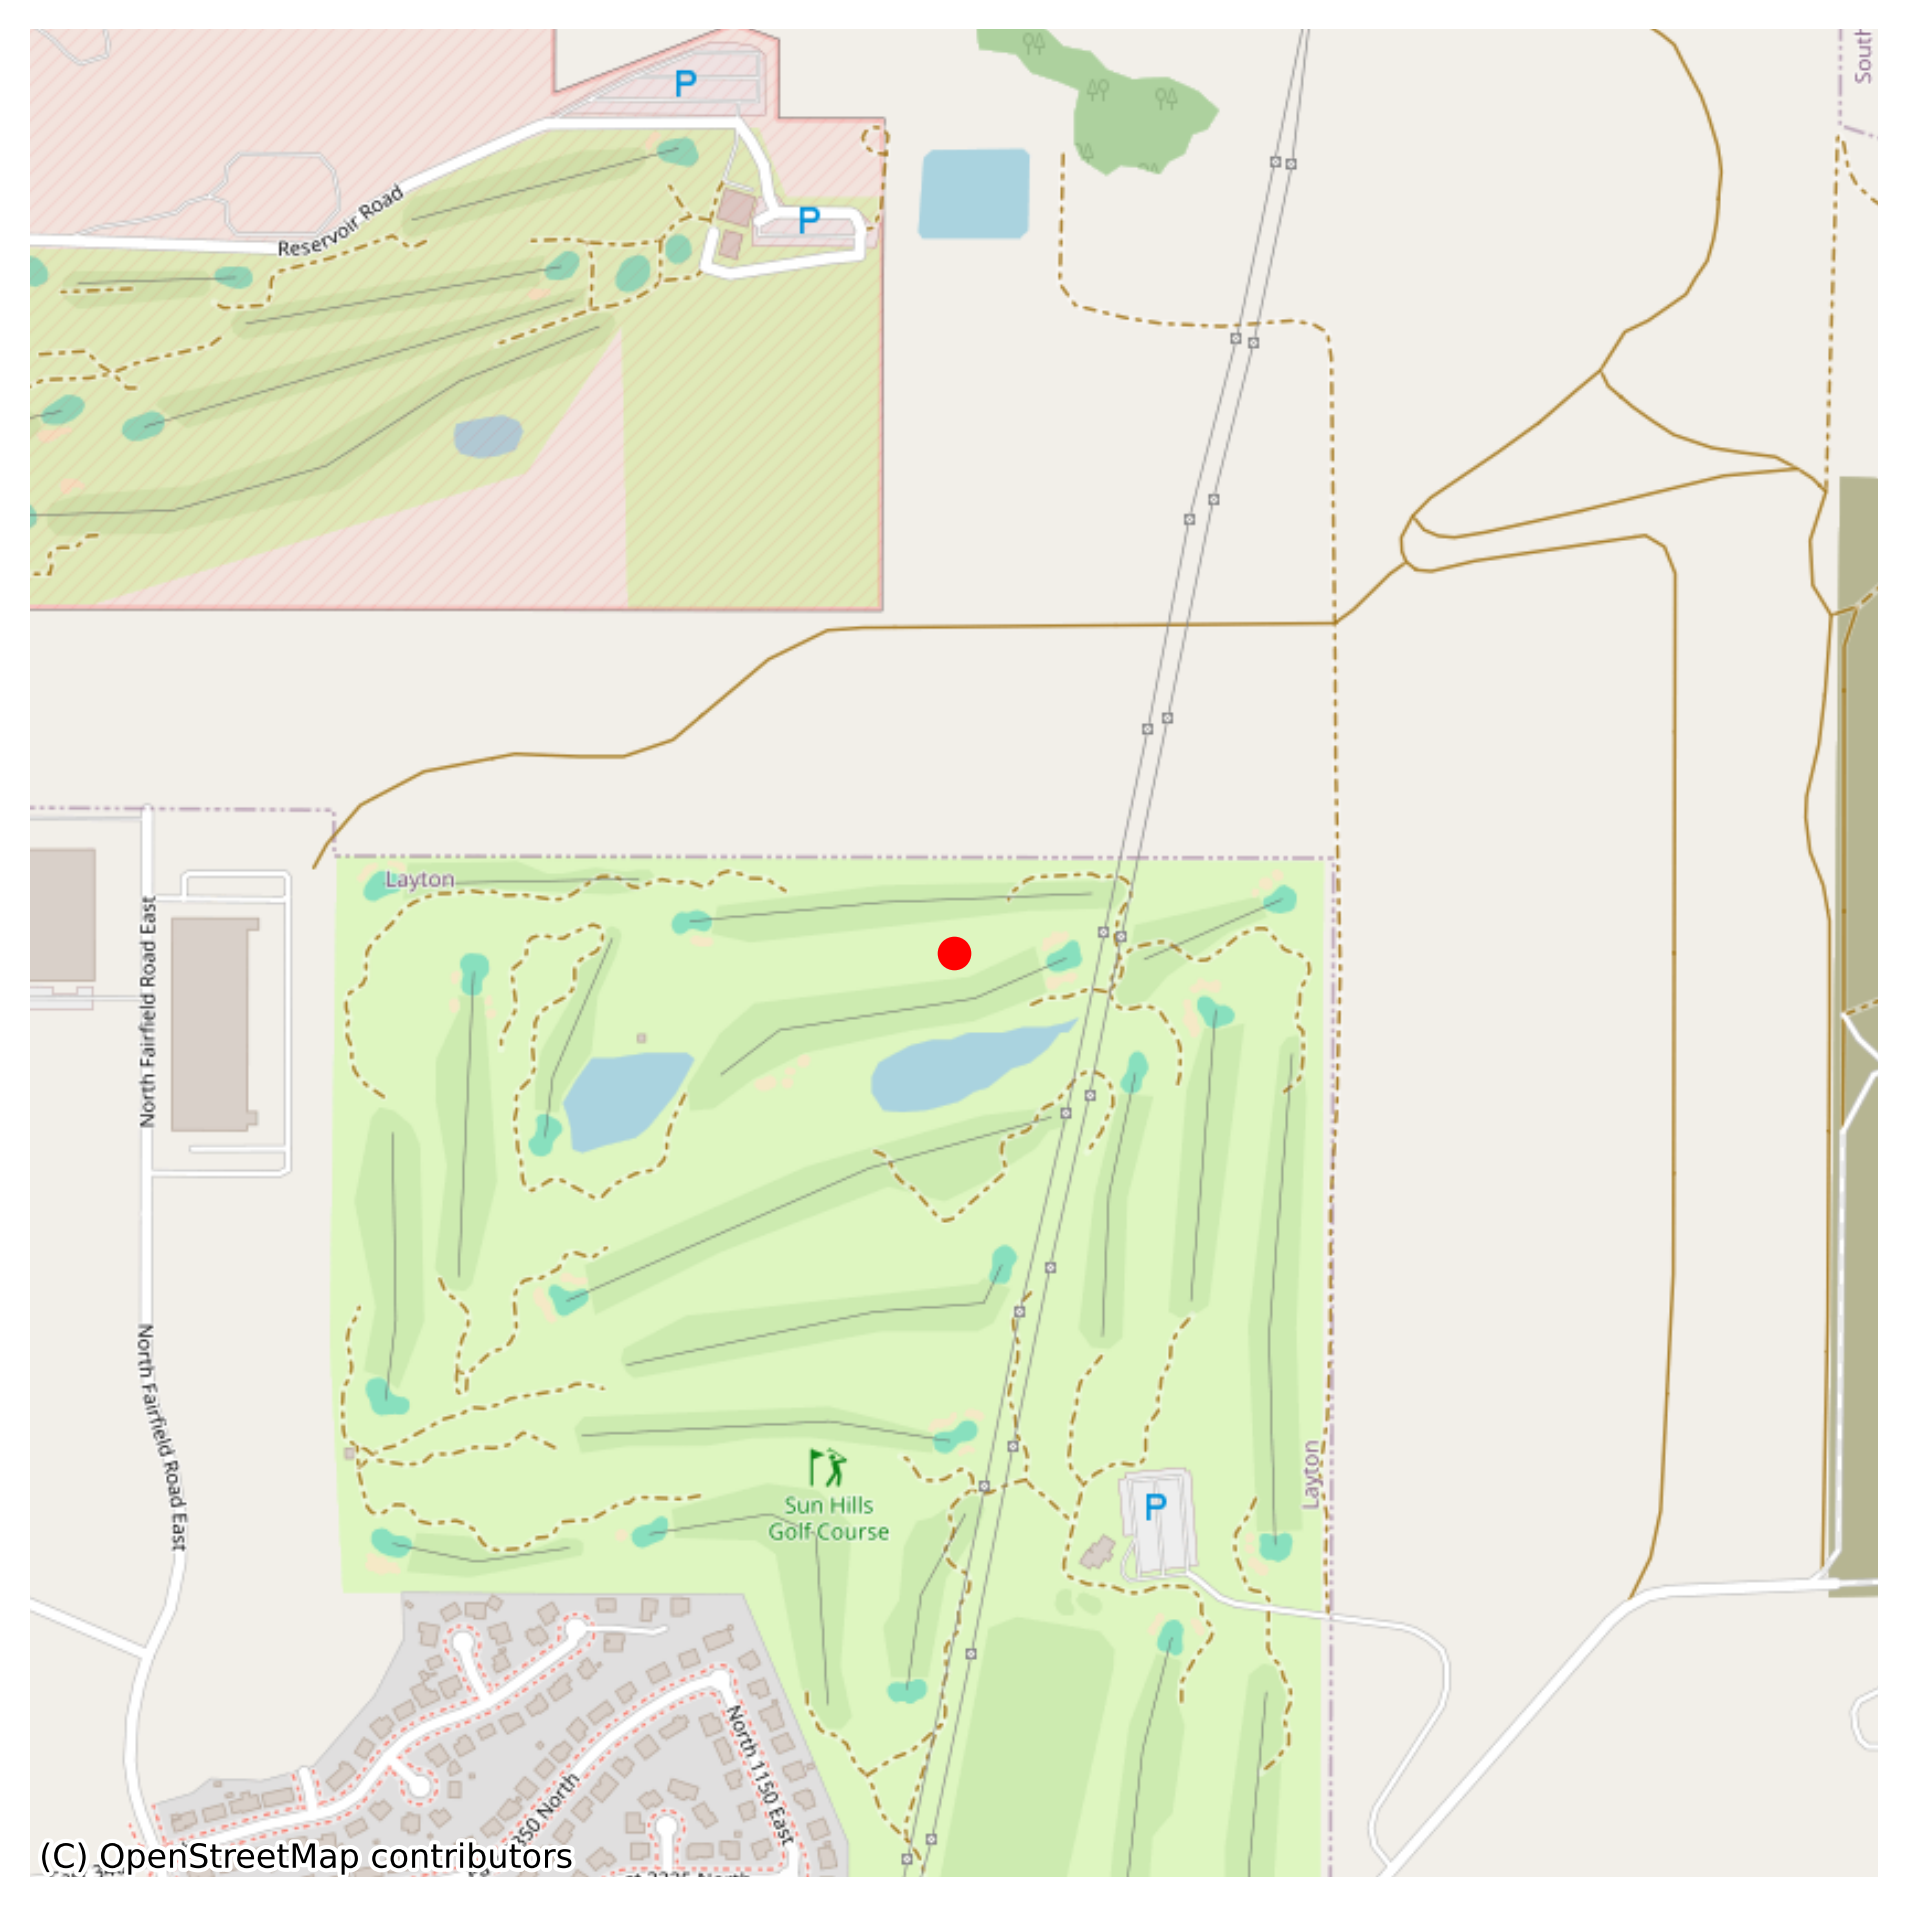 South
P
P
Reservoir Road
Layton
North Fairfield Road East
North Fairfield Road East
Layton
P
Sun Hills
Golf Course
North 1150 East
350 North
(C) OpenStreetMap contributors